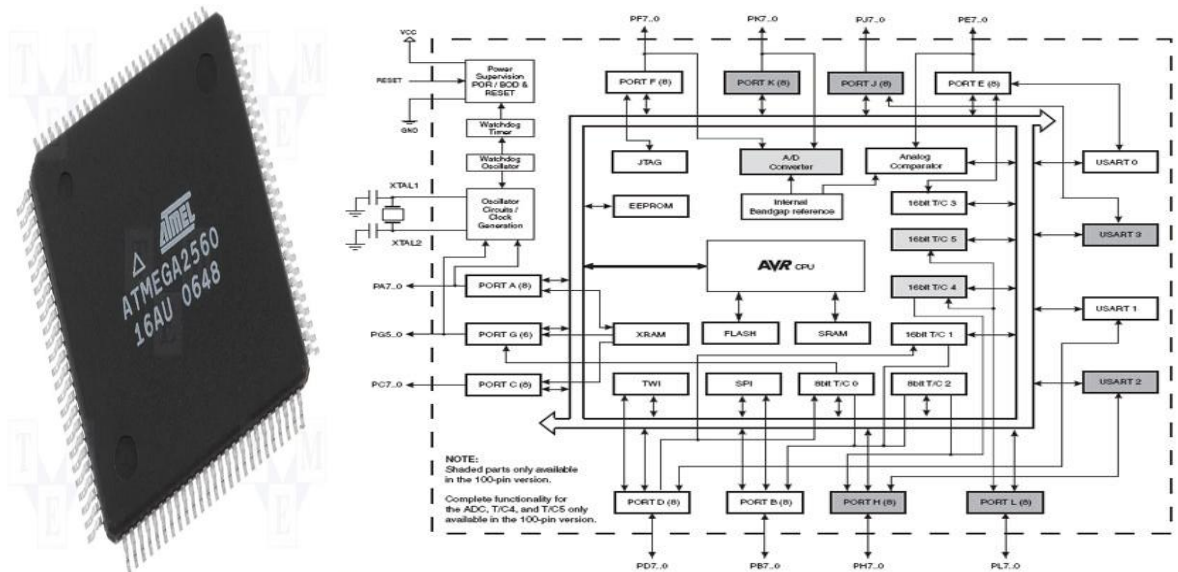 ATMEL
ATMEGA2560
16AU 0648
T M
E
T M
E
T M
E
PF7..0
PK7..0
PJ7..0
PE7..0
VCC
RESET
GND
Power
Supervision
POR / BOD &
RESET
Watchdog
Timer
Watchdog
Oscillator
XTAL1
XTAL2
Oscillator
Circuits /
Clock
Generation
PORT F (8)
PORT K (8)
PORT J (8)
PORT E (8)
JTAG
A/D
Converter
Analog
Comparator
USART 0
EEPROM
Internal
Bandgap reference
16bit T/C 3
16bit T/C 5
USART 3
AVR CPU
16bit T/C 4
PA7..0
PORT A (8)
USART 1
PG5..0
PORT G (6)
XRAM
FLASH
SRAM
16bit T/C 1
PC7..0
PORT C (8)
TWI
SPI
8bit T/C 0
8bit T/C 2
USART 2
NOTE:
Shaded parts only available
in the 100-pin version.
Complete functionality for
the ADC, T/C4, and T/C5 only
available in the 100-pin version.
PORT D (8)
PORT B (8)
PORT H (8)
PORT L (8)
PD7..0
PB7..0
PH7..0
PL7..0